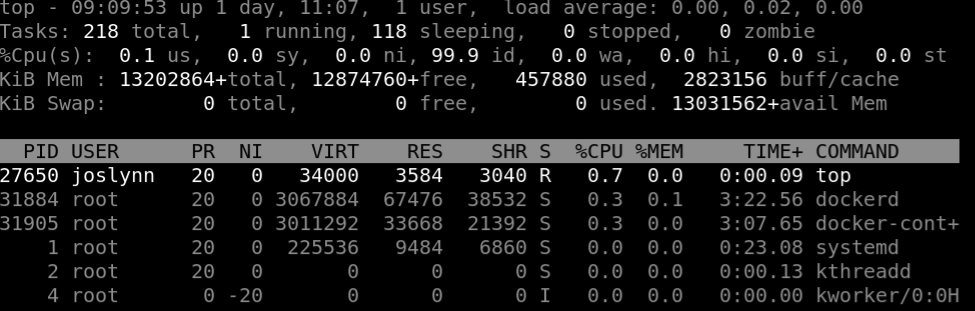 top - 09:09:53 up 1 day, 11:07,  1 user,  load average: 0.00, 0.02, 0.00
Tasks: 218 total,   1 running, 118 sleeping,   0 stopped,   0 zombie
%Cpu(s):  0.1 us,  0.0 sy,  0.0 ni, 99.9 id,  0.0 wa,  0.0 hi,  0.0 si,  0.0 st
KiB Mem : 13202864+total, 12874760+free,   457880 used,  2823156 buff/cache
KiB Swap:        0 total,        0 free,        0 used. 13031562+avail Mem
  PID USER      PR  NI    VIRT    RES    SHR S  %CPU %MEM     TIME+ COMMAND
27650 joslynn   20   0   34000   3584   3040 R   0.7  0.0   0:00.09 top
31884 root      20   0 3067884  67476  38532 S   0.3  0.1   3:22.56 dockerd
31905 root      20   0 3011292  33668  21392 S   0.3  0.0   3:07.65 docker-cont+
    1 root      20   0  225536   9484   6860 S   0.0  0.0   0:23.08 systemd
    2 root      20   0       0      0      0 S   0.0  0.0   0:00.13 kthreadd
    4 root       0 -20       0      0      0 I   0.0  0.0   0:00.00 kworker/0:0H